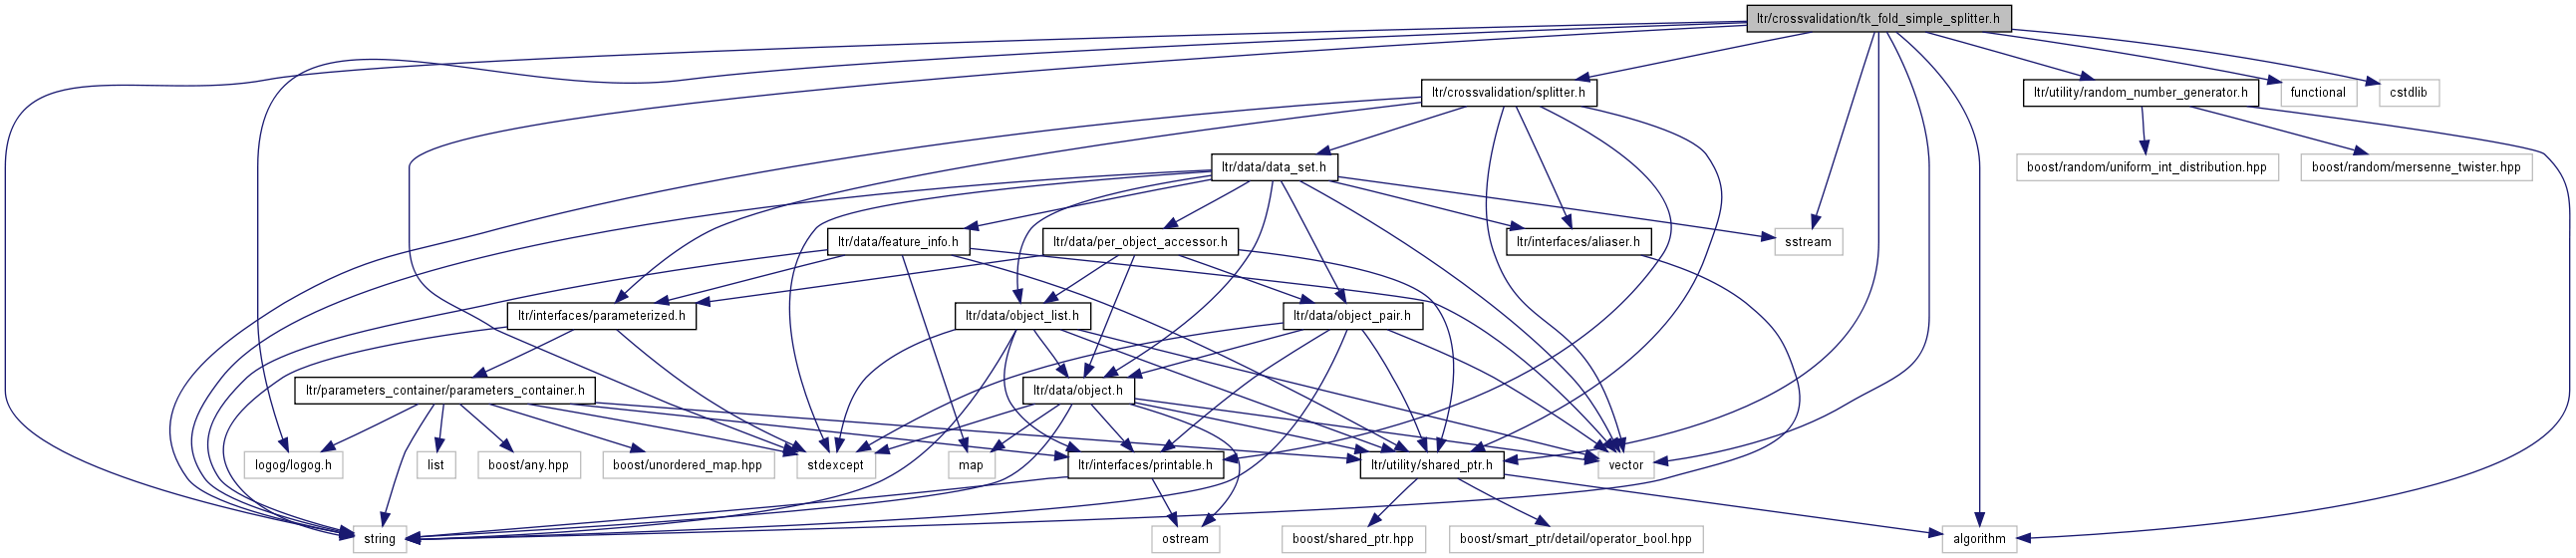 ltr/crossvalidation/tk_fold_simple_splitter.h
ltr/crossvalidation/splitter.h
ltr/utility/random_number_generator.h
functional
cstdlib
ltr/data/data_set.h
boost/random/uniform_int_distribution.hpp
boost/random/mersenne_twister.hpp
ltr/data/feature_info.h
ltr/data/per_object_accessor.h
ltr/interfaces/aliaser.h
sstream
ltr/interfaces/parameterized.h
ltr/data/object_list.h
ltr/data/object_pair.h
ltr/parameters_container/parameters_container.h
ltr/data/object.h
logog/logog.h
list
boost/any.hpp
boost/unordered_map.hpp
stdexcept
map
ltr/interfaces/printable.h
ltr/utility/shared_ptr.h
vector
string
ostream
boost/shared_ptr.hpp
boost/smart_ptr/detail/operator_bool.hpp
algorithm